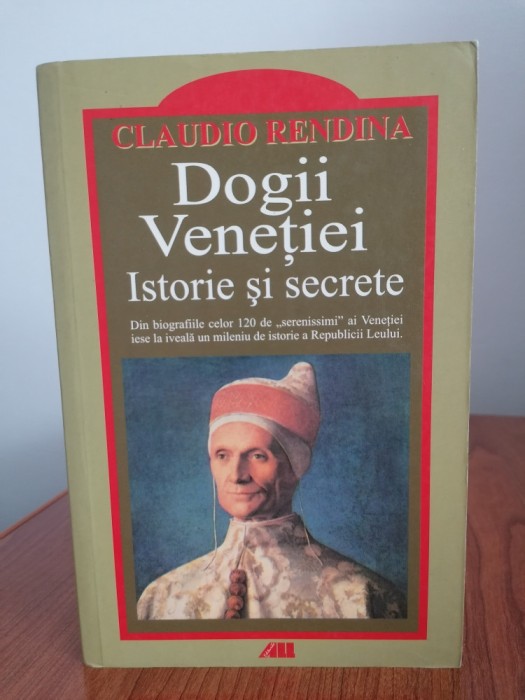 CLAUDIO RENDINA
Dogii
Veneţiei
Istorie şi secrete
Din biografiile celor 120 de „serenissimi” ai Veneţiei
iese la iveală un mileniu de istorie a Republicii Leului.
ALL